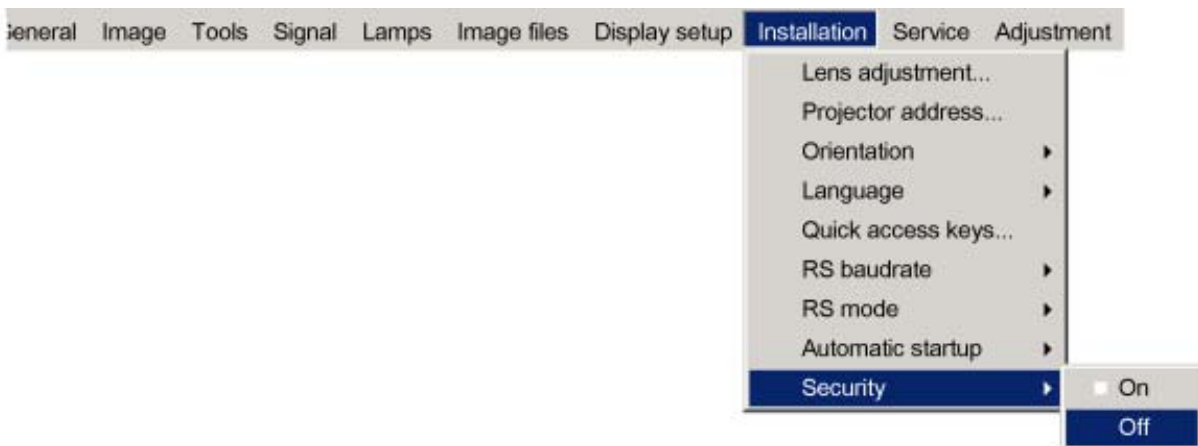 General Image Tools Signal Lamps Image files Display setup Installation Service Adjustment
Lens adjustment...
Projector address...
Orientation
Language
Quick access keys...
RS baudrate
RS mode
Automatic startup
Security
On
Off